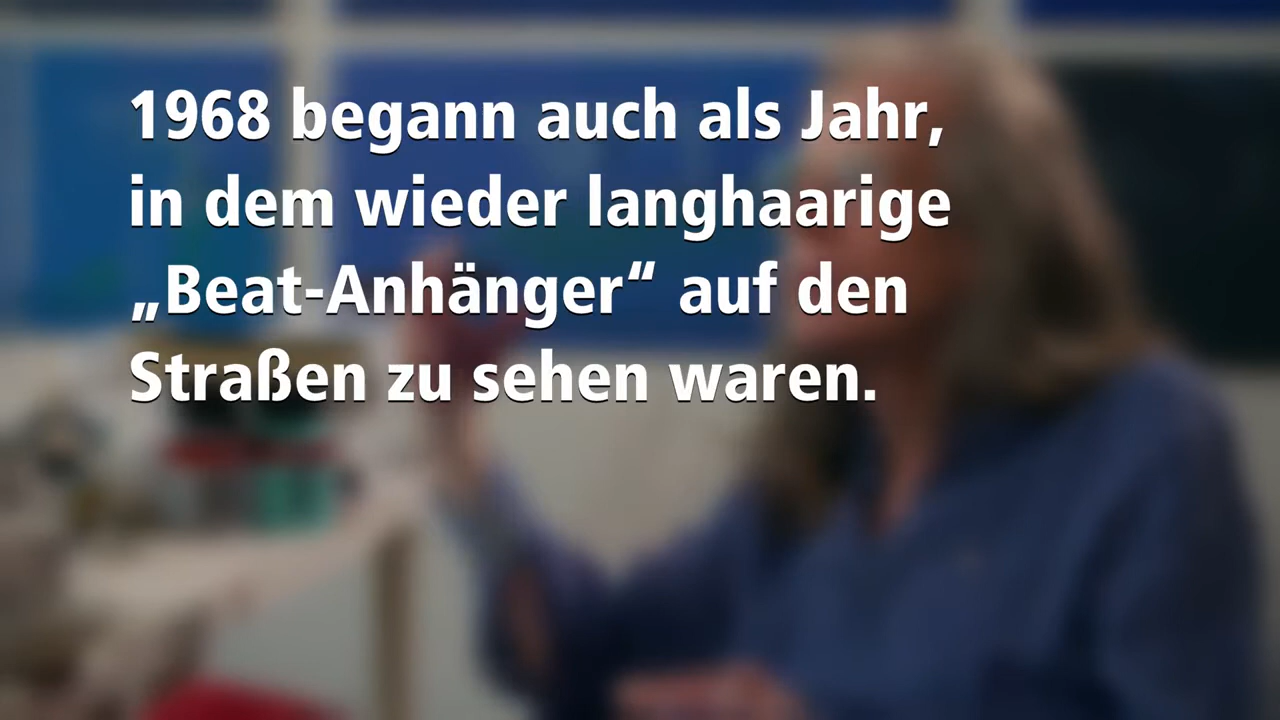 1968 begann auch als Jahr,
in dem wieder langhaarige
„Beat-Anhänger“ auf den
Straßen zu sehen waren.